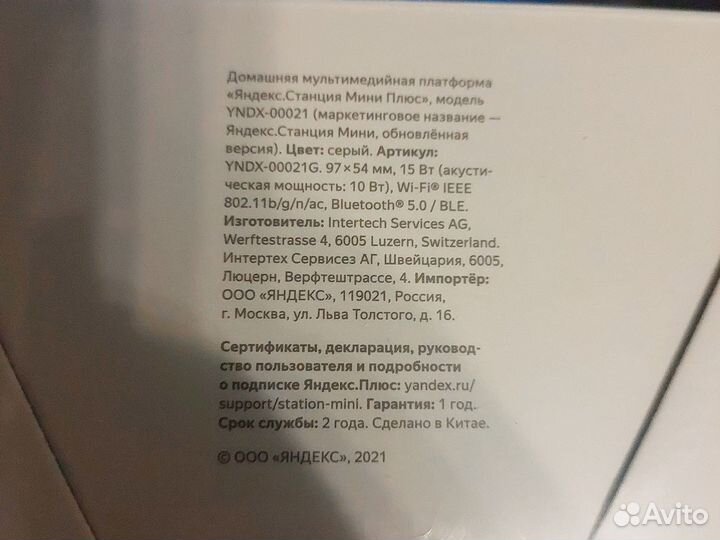 Домашняя мультимедийная платформа
«Яндекс.Станция Мини Плюс», модель
YNDX-00021 (маркетинговое название —
Яндекс.Станция Мини, обновлённая
версия). Цвет: серый. Артикул:
YNDX-00021G. 97×54 мм, 15 Вт (акусти-
ческая мощность: 10 Вт), Wi-Fi® IEEE
802.11b/g/n/ac, Bluetooth® 5.0 / BLE.
Изготовитель: Intertech Services AG,
Werftestrasse 4, 6005 Luzern, Switzerland.
Интертех Сервисез АГ, Швейцария, 6005,
Люцерн, Верфтештрассе, 4. Импортёр:
ООО «ЯНДЕКС», 119021, Россия,
г. Москва, ул. Льва Толстого, д. 16.
Сертификаты, декларация, руковод-
ство пользователя и подробности
о подписке Яндекс.Плюс: yandex.ru/
support/station-mini. Гарантия: 1 год.
Срок службы: 2 года. Сделано в Китае.
© ООО «ЯНДЕКС», 2021
Avito